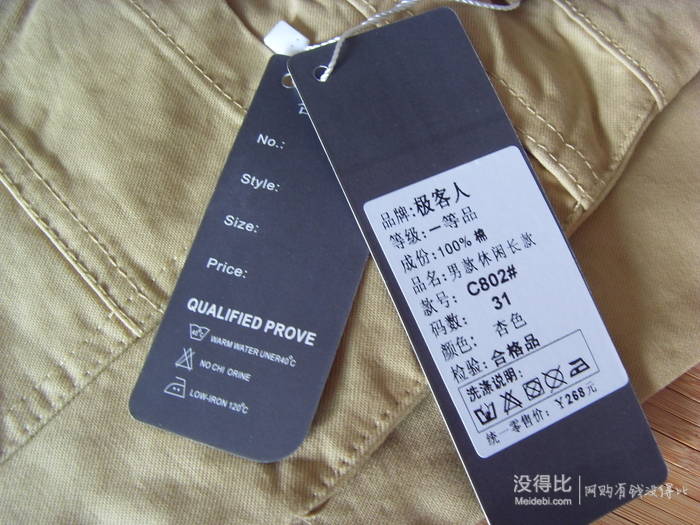 No.:
Style:
Size:
Price:
QUALIFIED PROVE
40℃ WARM WATER UNER40℃
NO CHI ORINE
LOW-IRON 120℃
品牌:极客人
等级:一等品
成份:100% 棉
品名:男款休闲长款
款号: C802#
码数: 31
颜色: 杏色
检验: 合格品
洗涤说明:
统一零售价: ¥268元
没得比
Meidebi.com
网购有钱没得比